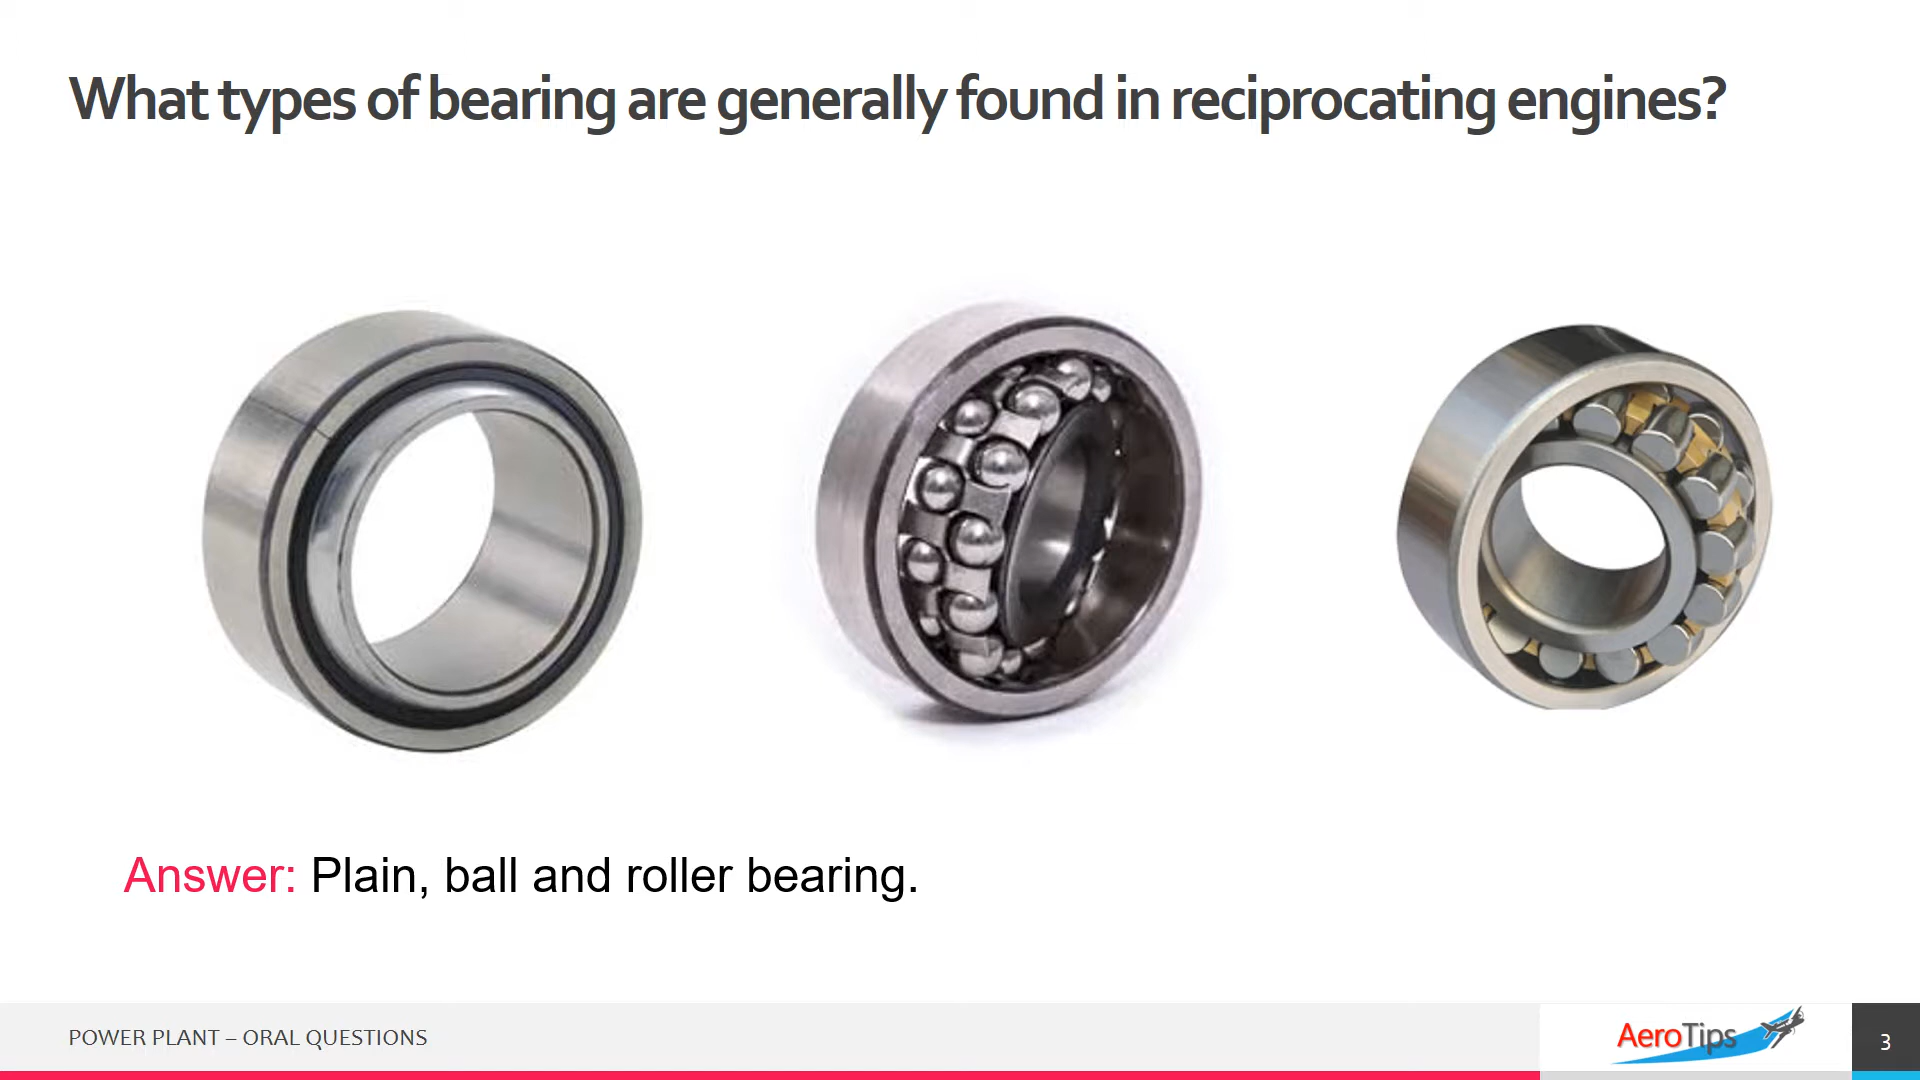 What types of bearing are generally found in reciprocating engines?
Answer: Plain, ball and roller bearing.
POWER PLANT – ORAL QUESTIONS
AeroTips
3